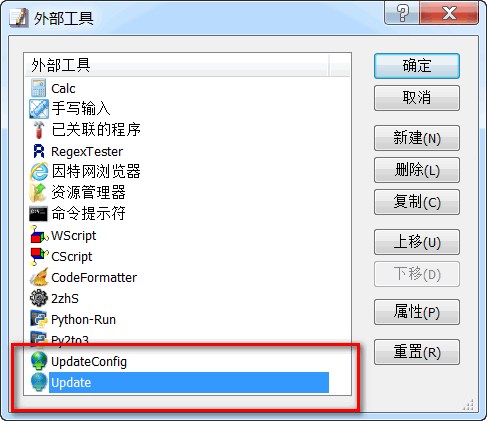 外部工具
外部工具
Calc
手写输入
已关联的程序
RegexTester
因特网浏览器
资源管理器
命令提示符
WScript
CScript
CodeFormatter
2zhS
Python-Run
Py2to3
UpdateConfig
Update
确定
取消
新建(N)
删除(L)
复制(C)
上移(U)
下移(D)
属性(P)
重置(R)